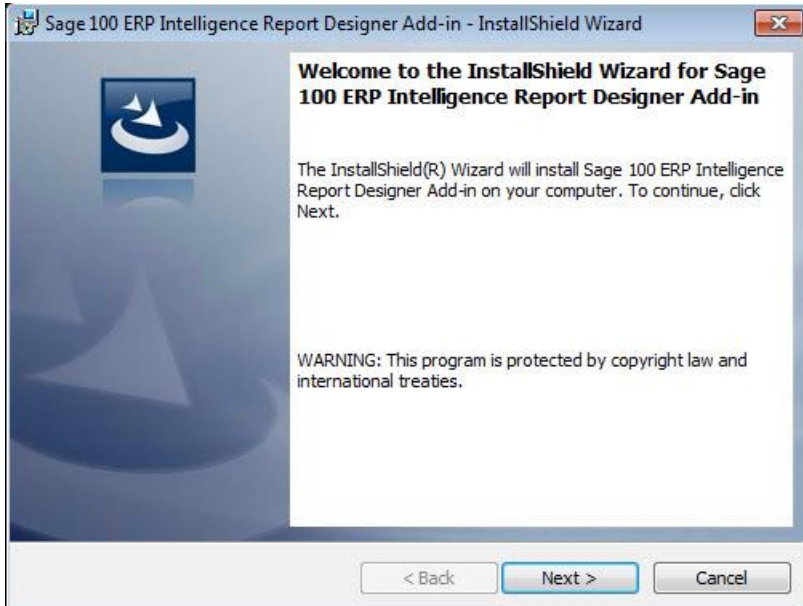 Sage 100 ERP Intelligence Report Designer Add-in - InstallShield Wizard
Welcome to the InstallShield Wizard for Sage
100 ERP Intelligence Report Designer Add-in
The InstallShield(R) Wizard will install Sage 100 ERP Intelligence
Report Designer Add-in on your computer. To continue, click
Next.
WARNING: This program is protected by copyright law and
international treaties.
< Back Next > Cancel